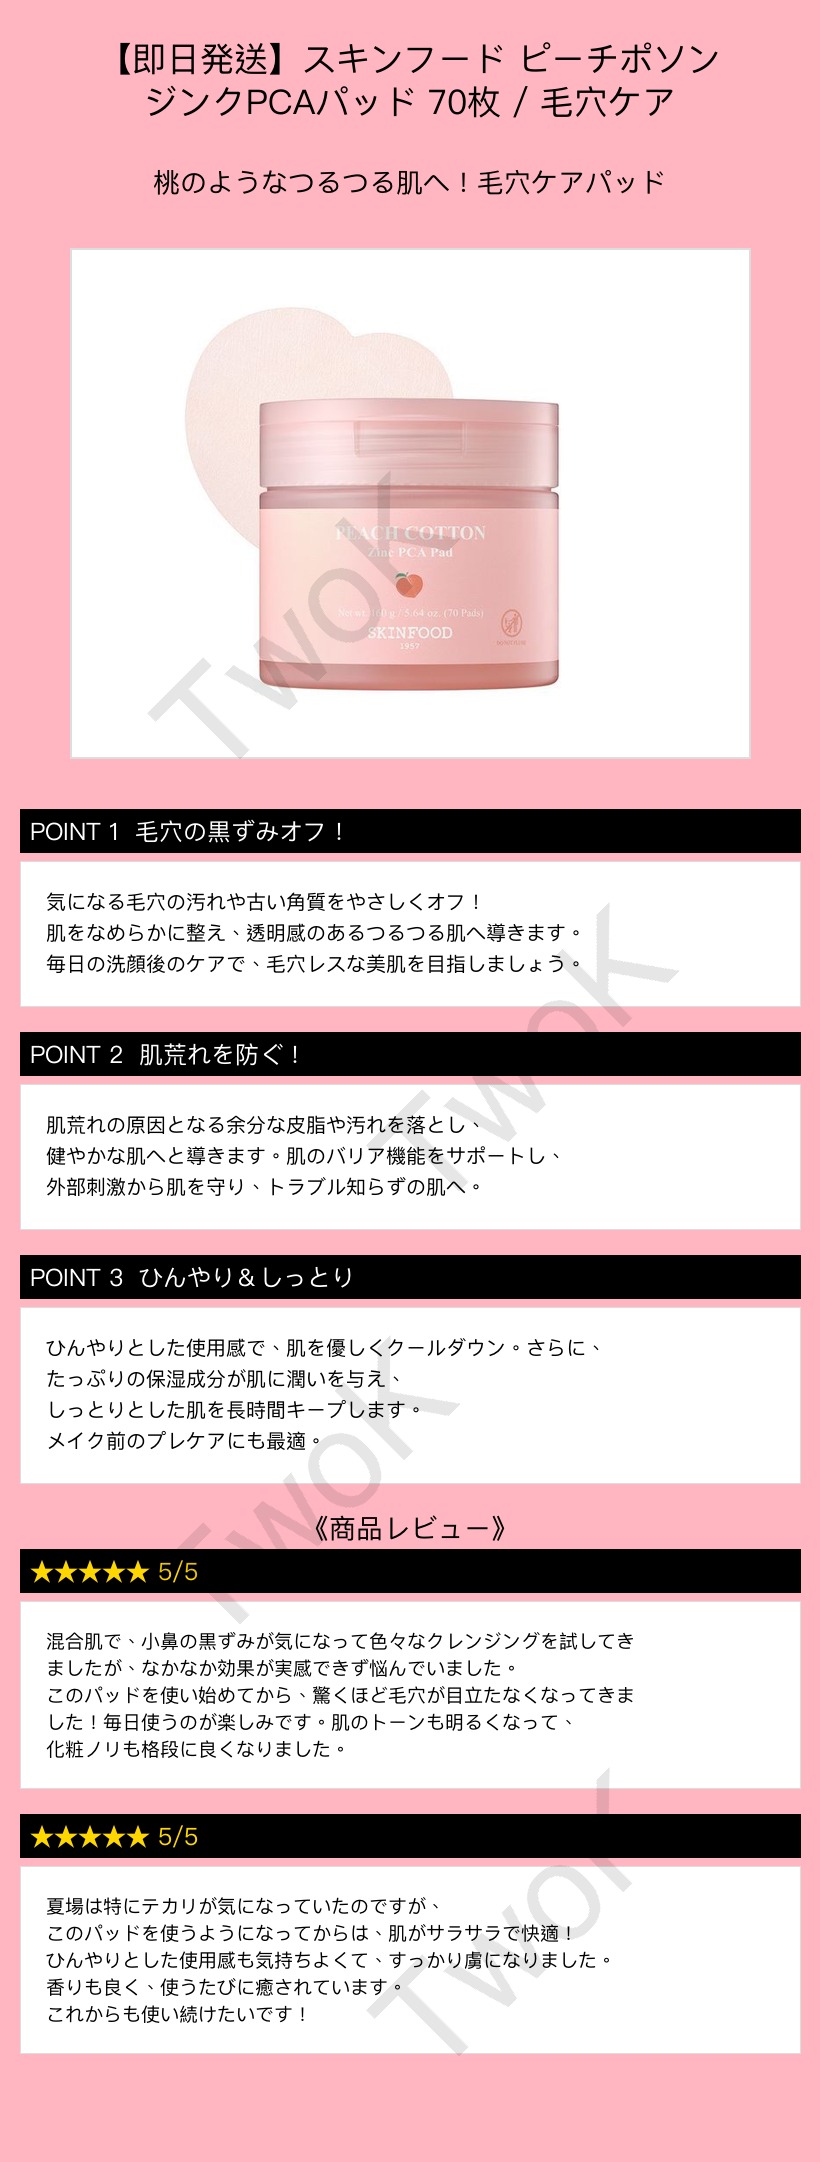 【即日発送】スキンフード ピーチポソン
ジンクPCAパッド 70枚 / 毛穴ケア
桃のようなつるつる肌へ！毛穴ケアパッド
PEACH COTTON
Zinc PCA Pad
Net wt. 160 g / 5.64 oz. (70 Pads)
SKINFOOD
1957
TwoK
POINT 1 毛穴の黒ずみオフ！
気になる毛穴の汚れや古い角質をやさしくオフ！
肌をなめらかに整え、透明感のあるつるつる肌へ導きます。
毎日の洗顔後のケアで、毛穴レスな美肌を目指しましょう。
TwoK
POINT 2 肌荒れを防ぐ！
肌荒れの原因となる余分な皮脂や汚れを落とし、
健やかな肌へと導きます。肌のバリア機能をサポートし、
外部刺激から肌を守り、トラブル知らずの肌へ。
POINT 3 ひんやり＆しっとり
ひんやりとした使用感で、肌を優しくクールダウン。さらに、
たっぷりの保湿成分が肌に潤いを与え、
しっとりとした肌を長時間キープします。
メイク前のプレケアにも最適。
TwoK
《商品レビュー》
★★★★★ 5/5
混合肌で、小鼻の黒ずみが気になって色々なクレンジングを試してき
ましたが、なかなか効果が実感できず悩んでいました。
このパッドを使い始めてから、驚くほど毛穴が目立たなくなってきま
した！毎日使うのが楽しみです。肌のトーンも明るくなって、
化粧ノリも格段に良くなりました。
★★★★★ 5/5
夏場は特にテカリが気になっていたのですが、
このパッドを使うようになってからは、肌がサラサラで快適！
ひんやりとした使用感も気持ちよくて、すっかり虜になりました。
香りも良く、使うたびに癒されています。
これからも使い続けたいです！
TwoK